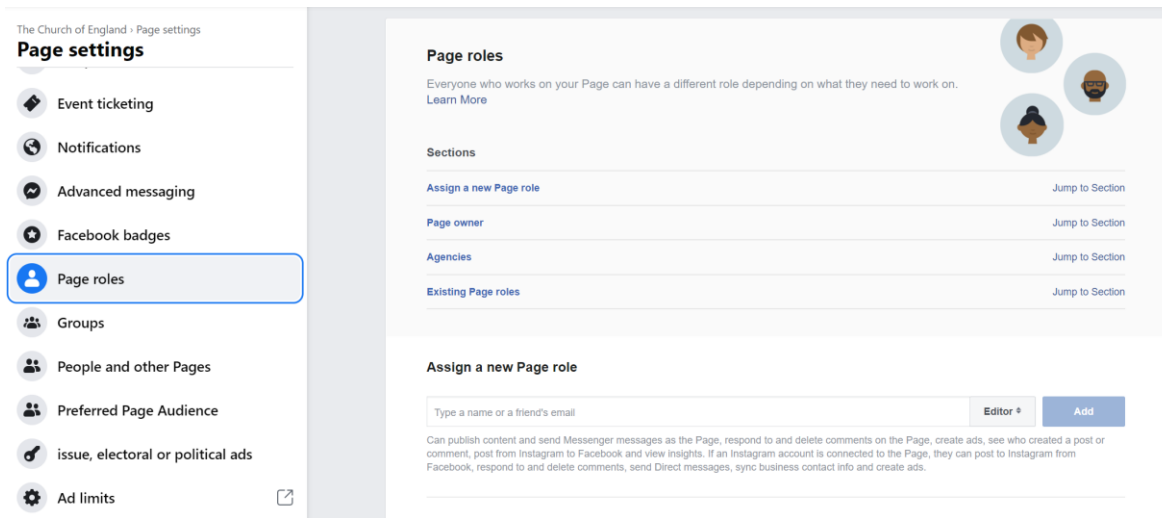 The Church of England › Page settings
Page settings
Event ticketing
Notifications
Advanced messaging
Facebook badges
Page roles
Groups
People and other Pages
Preferred Page Audience
issue, electoral or political ads
Ad limits
Page roles
Everyone who works on your Page can have a different role depending on what they need to work on.
Learn More
Sections
Assign a new Page role Jump to Section
Page owner Jump to Section
Agencies Jump to Section
Existing Page roles Jump to Section
Assign a new Page role
Type a name or a friend's email Editor Add
Can publish content and send Messenger messages as the Page, respond to and delete comments on the Page, create ads, see who created a post or
comment, post from Instagram to Facebook and view insights. If an Instagram account is connected to the Page, they can post to Instagram from
Facebook, respond to and delete comments, send Direct messages, sync business contact info and create ads.